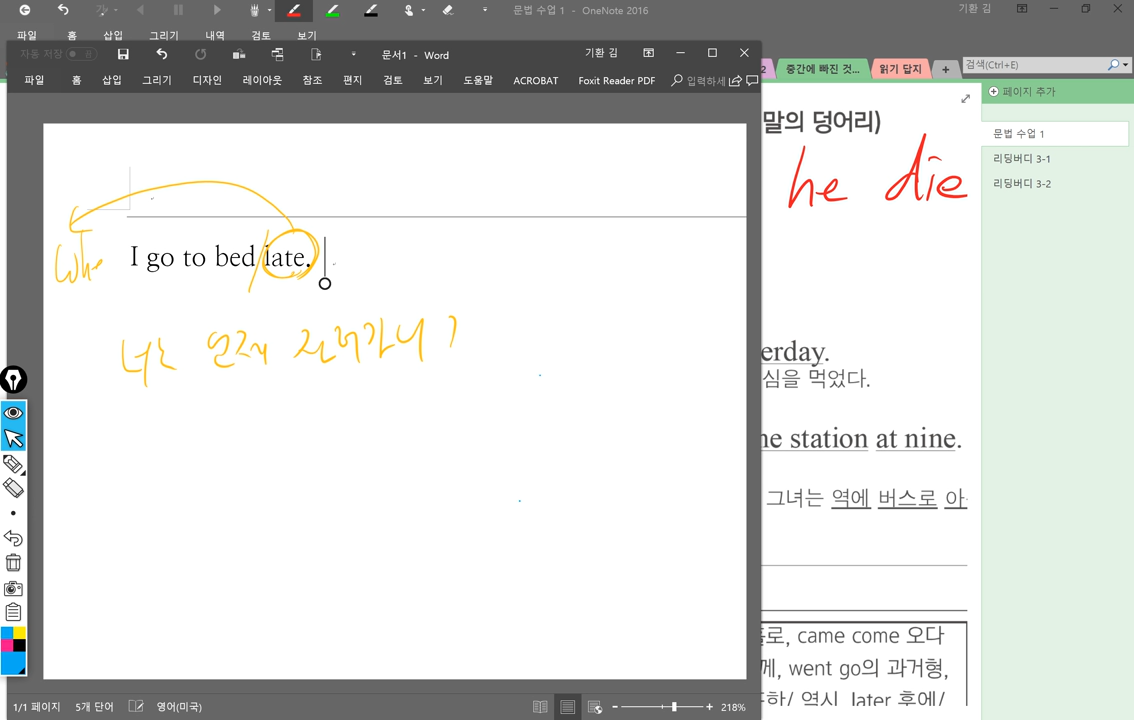 문법 수업 1 - OneNote 2016
기환 김
파일 홈 삽입 그리기 내역 검토 보기
자동 저장
문서1 - Word
기환 김
파일 홈 삽입 그리기 디자인 레이아웃 참조 편지 검토 보기 도움말 ACROBAT Foxit Reader PDF 입력하세
2 중간에 빠진 것... 읽기 답지 +
검색(Ctrl+E)
페이지 추가
문법 수업 1
리딩버디 3-1
리딩버디 3-2
말의 덩어리)
he die
Whe
I go to bed late.
너는 언제 자러가니?
erday.
심을 먹었다.
he station at nine.
그녀는 역에 버스로 아
로, came come 오다
께, went go의 과거형,
하/ 역시 later 후에/
1/1 페이지 5개 단어 영어(미국)
218%